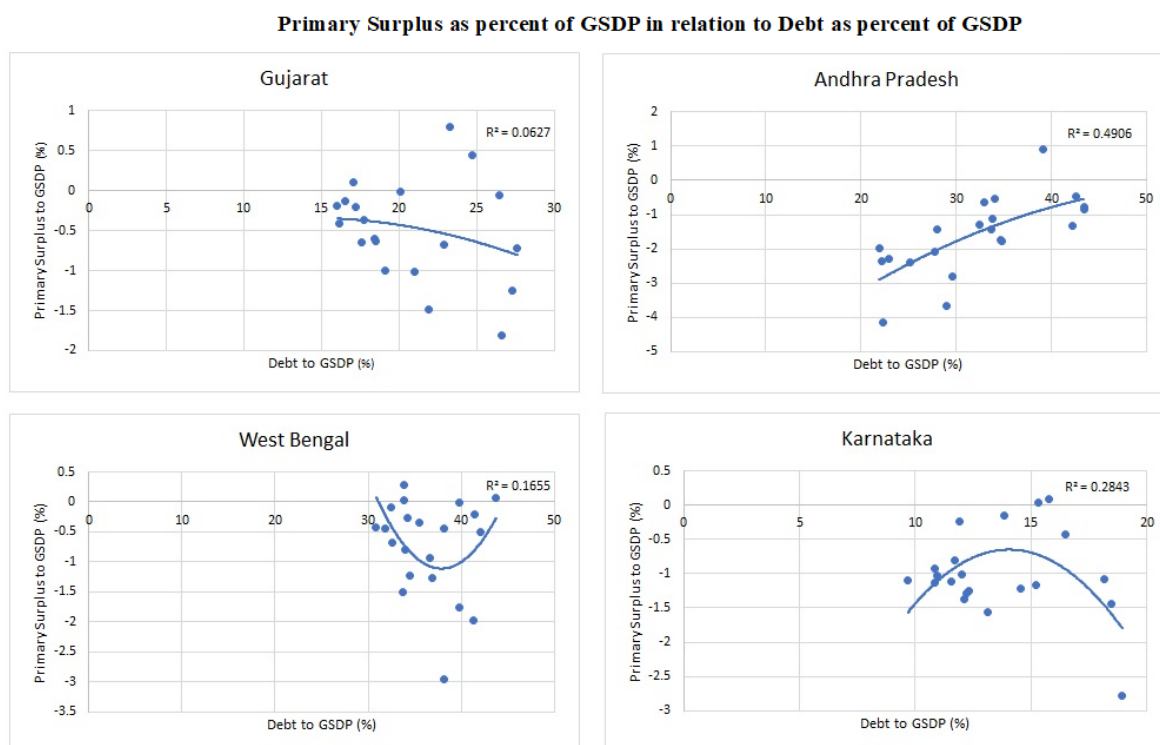 Primary Surplus as percent of GSDP in relation to Debt as percent of GSDP
Gujarat
R² = 0.0627
Primary Surplus to GSDP (%)
1
0.5
0
-0.5
-1
-1.5
-2
0 5 10 15 20 25 30
Debt to GSDP (%)
Andhra Pradesh
R² = 0.4906
Primary Surplus to GSDP (%)
2
1
0
-1
-2
-3
-4
-5
0 10 20 30 40 50
Debt to GSDP (%)
West Bengal
R² = 0.1655
Primary Surplus to GSDP (%)
0.5
0
-0.5
-1
-1.5
-2
-2.5
-3
-3.5
0 10 20 30 40 50
Debt to GSDP (%)
Karnataka
R² = 0.2843
Primary Surplus to GSDP (%)
0.5
0
-0.5
-1
-1.5
-2
-2.5
-3
0 5 10 15 20
Debt to GSDP (%)